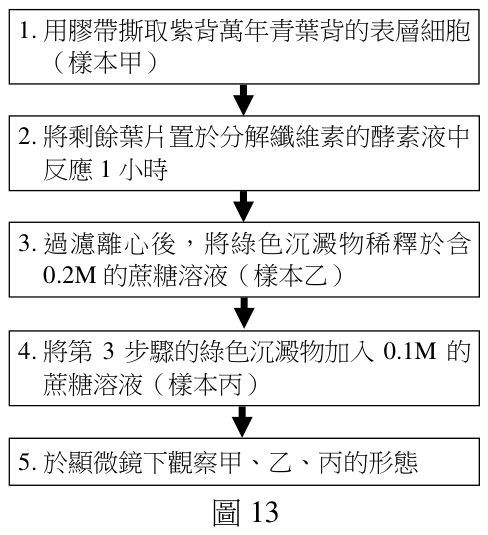 1. 用膠帶撕取紫背萬年青葉背的表層細胞
（樣本甲）
2. 將剩餘葉片置於分解纖維素的酵素液中
反應 1 小時
3. 過濾離心後，將綠色沉澱物稀釋於含
0.2M 的蔗糖溶液（樣本乙）
4. 將第 3 步驟的綠色沉澱物加入 0.1M 的
蔗糖溶液（樣本丙）
5. 於顯微鏡下觀察甲、乙、丙的形態
圖 13